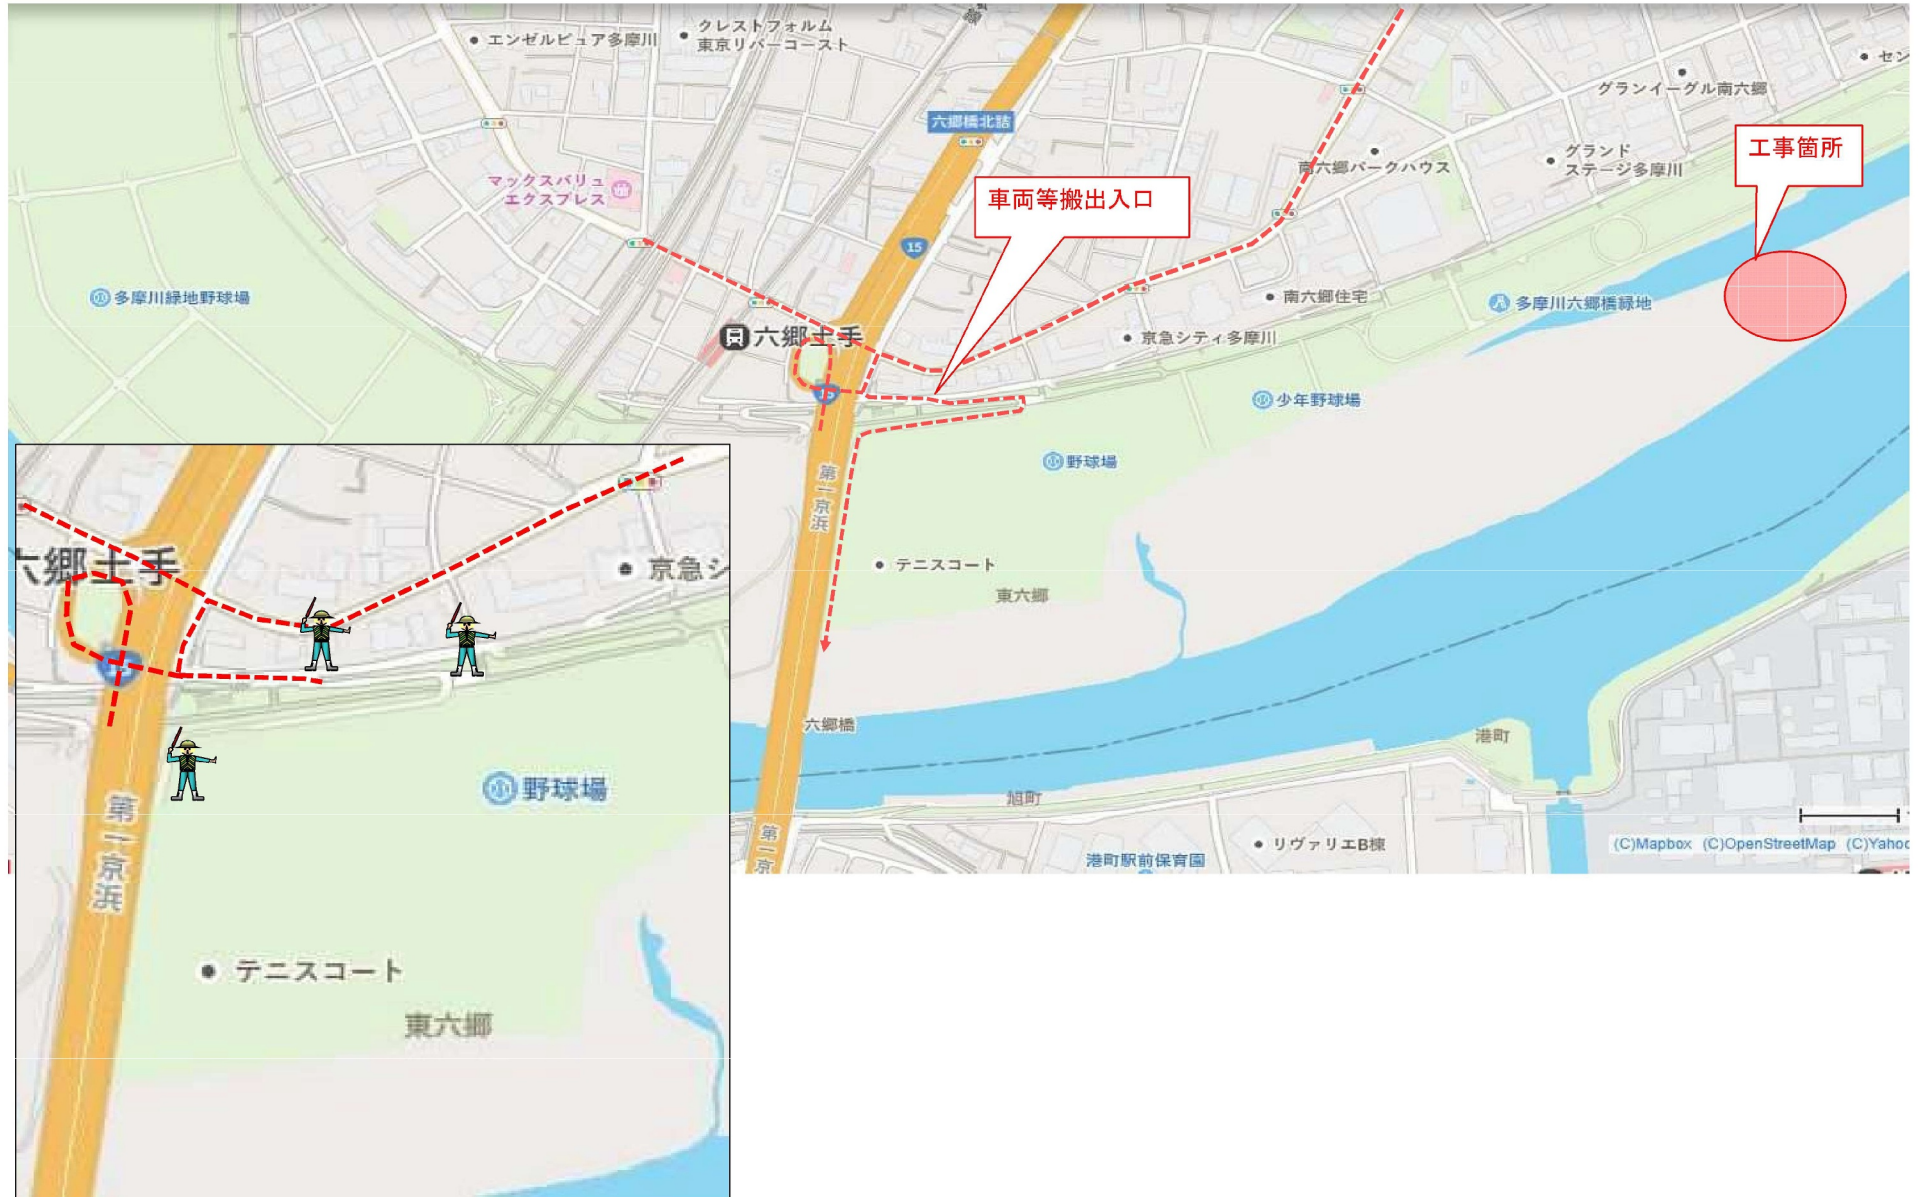 エンゼルピュア多摩川
クレストフォルム
東京リバーコースト
六郷橋北詰
グランイーグル南六郷
セン
工事箇所
グランド
ステージ多摩川
南六郷パークハウス
マックスバリュ
エクスプレス
車両等搬出入口
15
多摩川緑地野球場
南六郷住宅
多摩川六郷橋緑地
六郷土手
京急シティ多摩川
少年野球場
野球場
第一京浜
テニスコート
東六郷
六郷橋
港町
旭町
第一京
港町駅前保育園
リヴァリエB棟
(C)Mapbox (C)OpenStreetMap (C)Yahoo
六郷土手
京急シ
野球場
第一京浜
テニスコート
東六郷